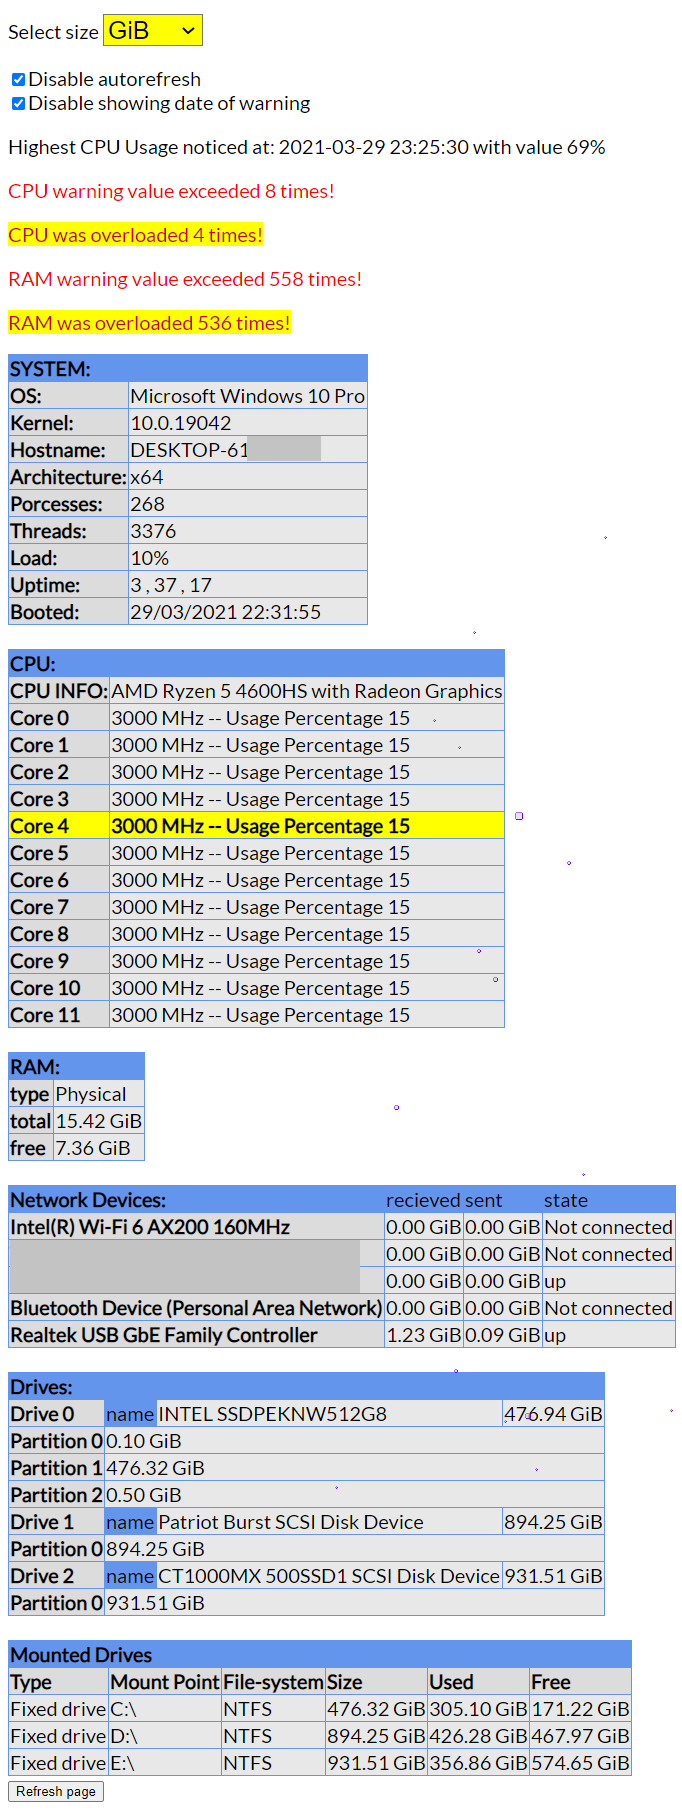 Select size GiB
Disable autorefresh
Disable showing date of warning
Highest CPU Usage noticed at: 2021-03-29 23:25:30 with value 69%
CPU warning value exceeded 8 times!
CPU was overloaded 4 times!
RAM warning value exceeded 558 times!
RAM was overloaded 536 times!
SYSTEM:
OS: Microsoft Windows 10 Pro
Kernel: 10.0.19042
Hostname: DESKTOP-61
Architecture: x64
Porcesses: 268
Threads: 3376
Load: 10%
Uptime: 3 , 37 , 17
Booted: 29/03/2021 22:31:55
CPU:
CPU INFO: AMD Ryzen 5 4600HS with Radeon Graphics
Core 0 3000 MHz -- Usage Percentage 15
Core 1 3000 MHz -- Usage Percentage 15
Core 2 3000 MHz -- Usage Percentage 15
Core 3 3000 MHz -- Usage Percentage 15
Core 4 3000 MHz -- Usage Percentage 15
Core 5 3000 MHz -- Usage Percentage 15
Core 6 3000 MHz -- Usage Percentage 15
Core 7 3000 MHz -- Usage Percentage 15
Core 8 3000 MHz -- Usage Percentage 15
Core 9 3000 MHz -- Usage Percentage 15
Core 10 3000 MHz -- Usage Percentage 15
Core 11 3000 MHz -- Usage Percentage 15
RAM:
type Physical
total 15.42 GiB
free 7.36 GiB
Network Devices: recieved sent state
Intel(R) Wi-Fi 6 AX200 160MHz 0.00 GiB 0.00 GiB Not connected
0.00 GiB 0.00 GiB Not connected
0.00 GiB 0.00 GiB up
Bluetooth Device (Personal Area Network) 0.00 GiB 0.00 GiB Not connected
Realtek USB GbE Family Controller 1.23 GiB 0.09 GiB up
Drives:
Drive 0 name INTEL SSDPEKNW512G8 476.94 GiB
Partition 0 0.10 GiB
Partition 1 476.32 GiB
Partition 2 0.50 GiB
Drive 1 name Patriot Burst SCSI Disk Device 894.25 GiB
Partition 0 894.25 GiB
Drive 2 name CT1000MX 500SSD1 SCSI Disk Device 931.51 GiB
Partition 0 931.51 GiB
Mounted Drives
Type Mount Point File-system Size Used Free
Fixed drive C:\ NTFS 476.32 GiB 305.10 GiB 171.22 GiB
Fixed drive D:\ NTFS 894.25 GiB 426.28 GiB 467.97 GiB
Fixed drive E:\ NTFS 931.51 GiB 356.86 GiB 574.65 GiB
Refresh page